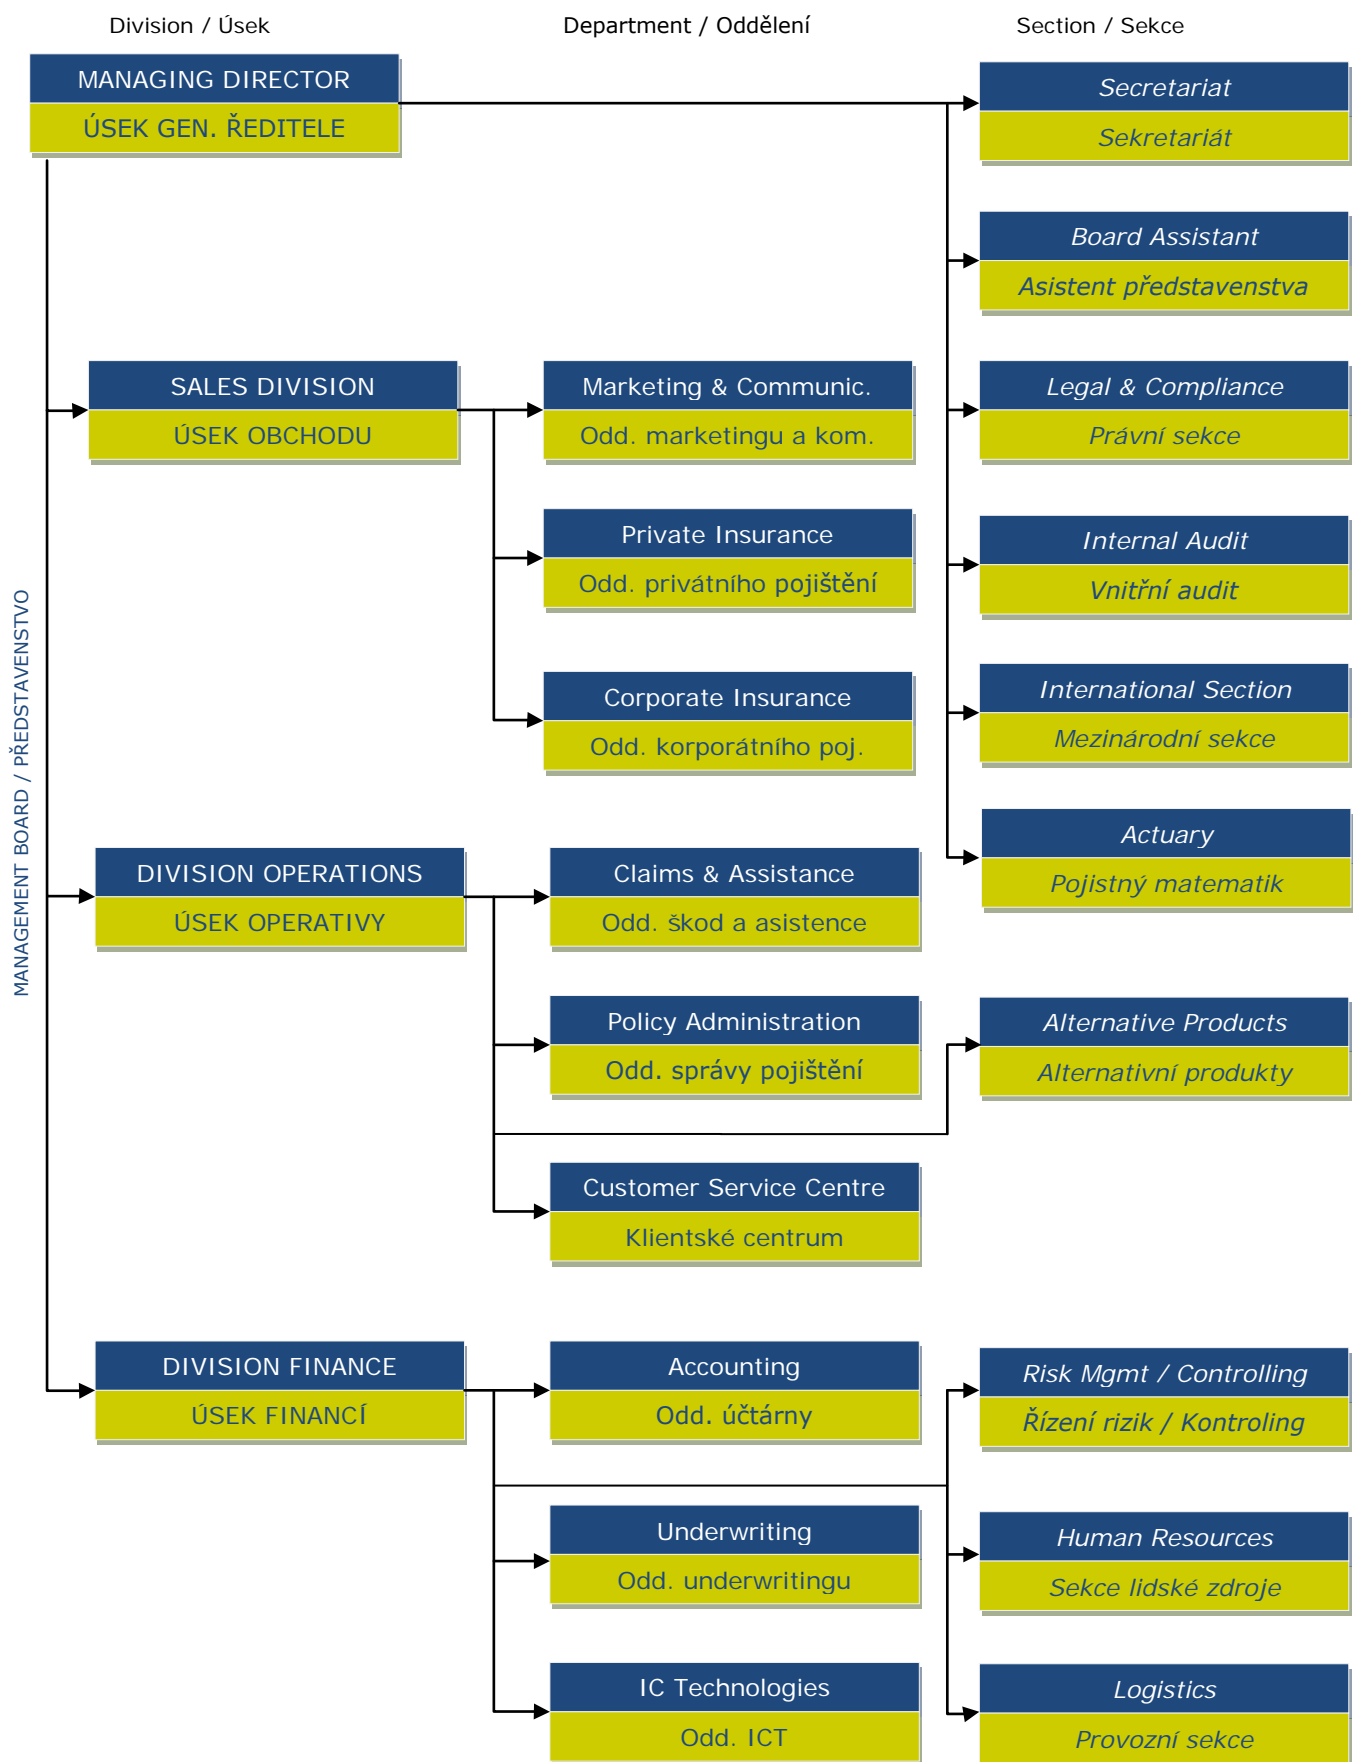 Division / Úsek
Department / Oddělení
Section / Sekce
MANAGING DIRECTOR
ÚSEK GEN. ŘEDITELE
Secretariat
Sekretariát
Board Assistant
Asistent představenstva
SALES DIVISION
ÚSEK OBCHODU
Marketing & Communic.
Odd. marketingu a kom.
Legal & Compliance
Právní sekce
Private Insurance
Odd. privátního pojištění
Internal Audit
Vnitřní audit
Corporate Insurance
Odd. korporátního poj.
International Section
Mezinárodní sekce
MANAGEMENT BOARD / PŘEDSTAVENSTVO
Actuary
Pojistný matematik
DIVISION OPERATIONS
ÚSEK OPERATIVY
Claims & Assistance
Odd. škod a asistence
Policy Administration
Odd. správy pojištění
Alternative Products
Alternativní produkty
Customer Service Centre
Klientské centrum
DIVISION FINANCE
ÚSEK FINANCÍ
Accounting
Odd. účtárny
Risk Mgmt / Controlling
Řízení rizik / Kontroling
Underwriting
Odd. underwritingu
Human Resources
Sekce lidské zdroje
IC Technologies
Odd. ICT
Logistics
Provozní sekce